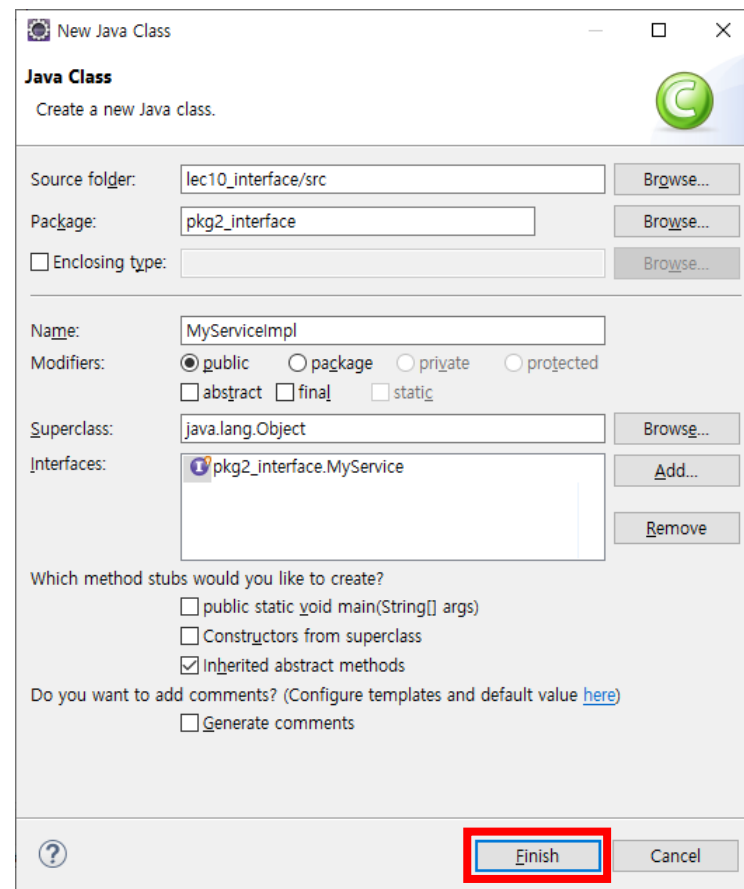 New Java Class
Java Class
Create a new Java class.
Source folder: lec10_interface/src Browse...
Package: pkg2_interface Browse...
Enclosing type: Browse...
Name: MyServiceImpl
Modifiers: public package private protected
abstract final static
Superclass: java.lang.Object Browse...
Interfaces: pkg2_interface.MyService Add...
Remove
Which method stubs would you like to create?
public static void main(String[] args)
Constructors from superclass
Inherited abstract methods
Do you want to add comments? (Configure templates and default value here)
Generate comments
Finish Cancel